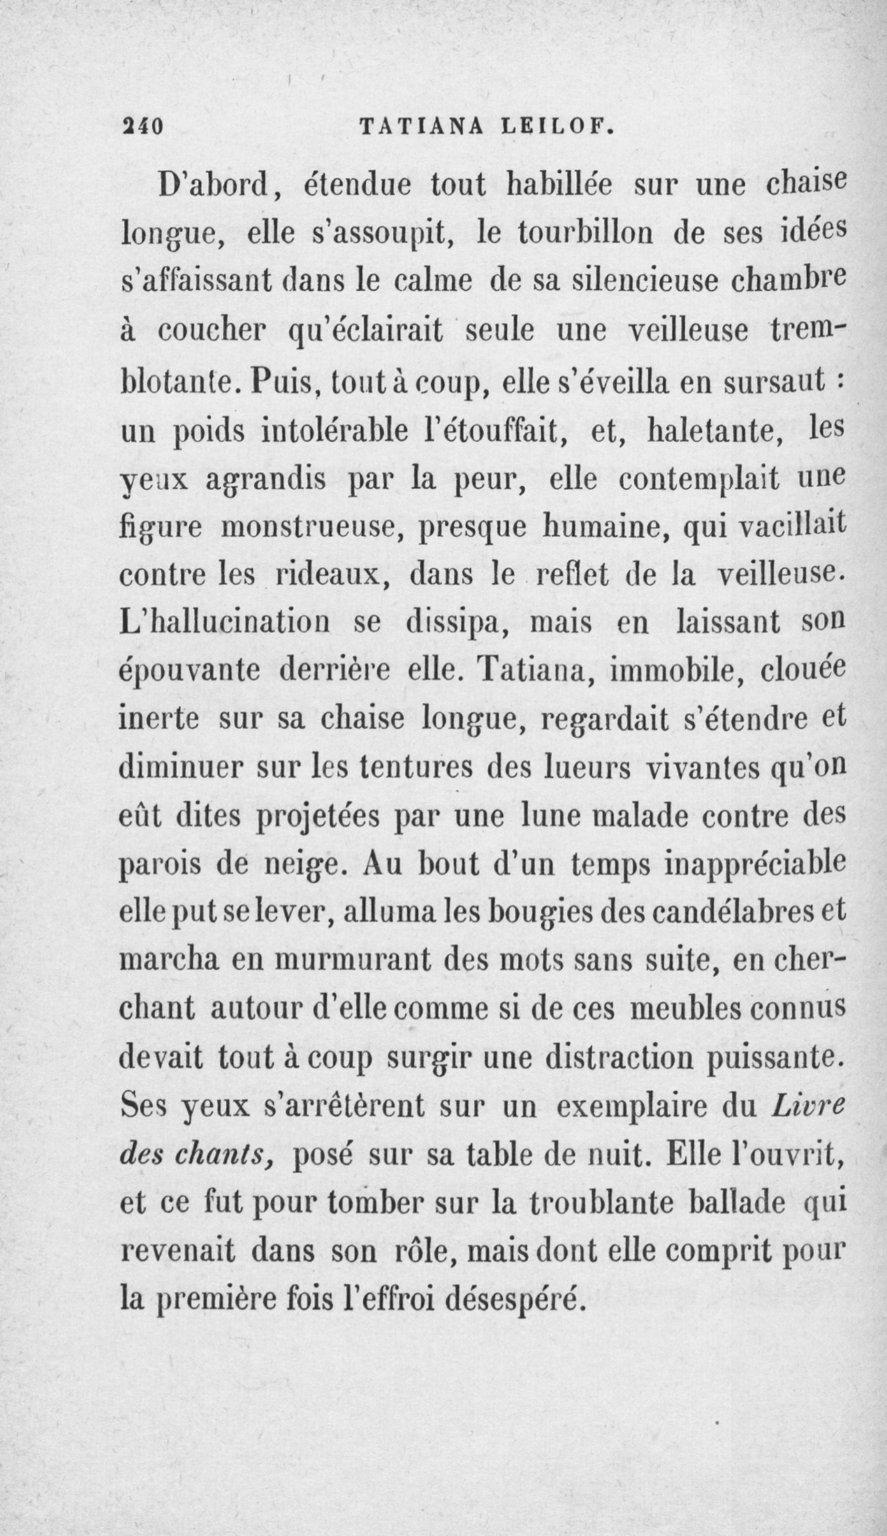 240 TATIANA LEILOF.
D'abord, étendue tout habillée sur une chaise
longue, elle s'assoupit, le tourbillon de ses idées
s'affaissant dans le calme de sa silencieuse chambre
à coucher qu'éclairait seule une veilleuse trem-
blotante. Puis, tout à coup, elle s'éveilla en sursaut :
un poids intolérable l'étouffait, et, haletante, les
yeux agrandis par la peur, elle contemplait une
figure monstrueuse, presque humaine, qui vacillait
contre les rideaux, dans le reflet de la veilleuse.
L'hallucination se dissipa, mais en laissant son
épouvante derrière elle. Tatiana, immobile, clouée
inerte sur sa chaise longue, regardait s'étendre et
diminuer sur les tentures des lueurs vivantes qu'on
eût dites projetées par une lune malade contre des
parois de neige. Au bout d'un temps inappréciable
elle put se lever, alluma les bougies des candélabres et
marcha en murmurant des mots sans suite, en cher-
chant autour d'elle comme si de ces meubles connus
devait tout à coup surgir une distraction puissante.
Ses yeux s'arrêtèrent sur un exemplaire du Livre
des chants, posé sur sa table de nuit. Elle l'ouvrit,
et ce fut pour tomber sur la troublante ballade qui
revenait dans son rôle, mais dont elle comprit pour
la première fois l'effroi désespéré.